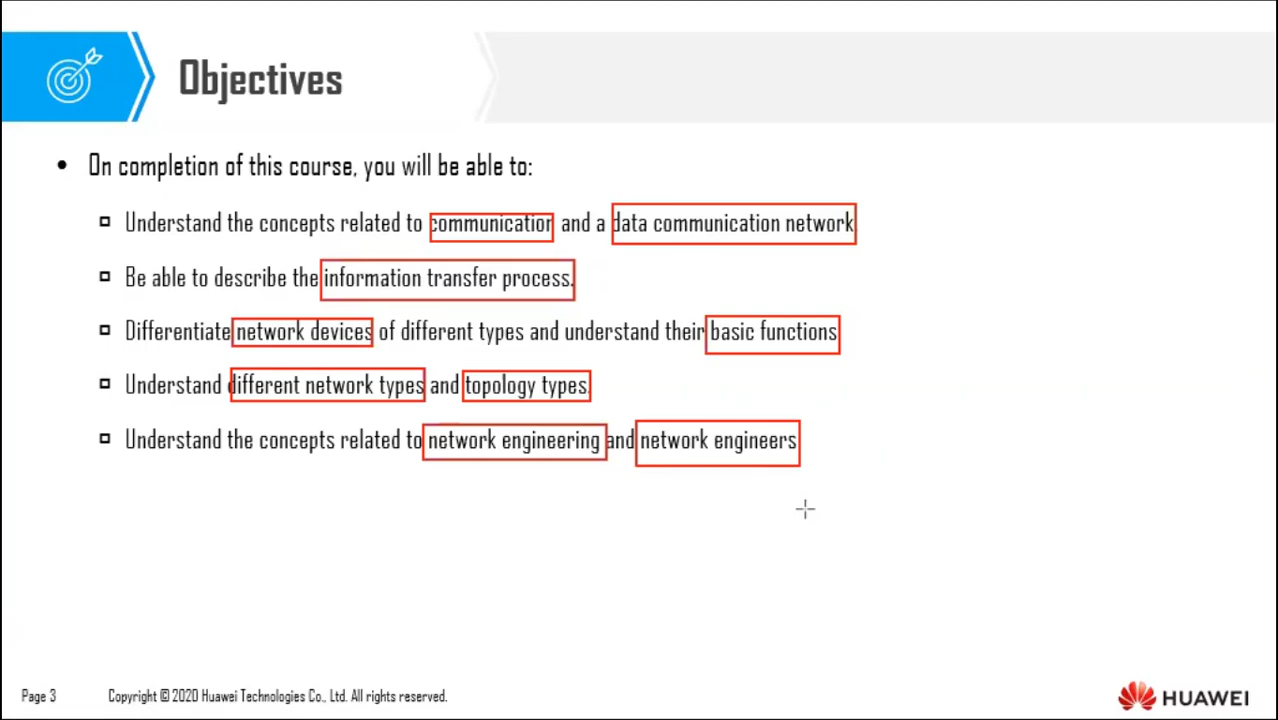 Objectives
• On completion of this course, you will be able to:
▫ Understand the concepts related to communication and a data communication network.
▫ Be able to describe the information transfer process.
▫ Differentiate network devices of different types and understand their basic functions.
▫ Understand different network types and topology types.
▫ Understand the concepts related to network engineering and network engineers.
Page 3
Copyright © 2020 Huawei Technologies Co., Ltd. All rights reserved.
HUAWEI